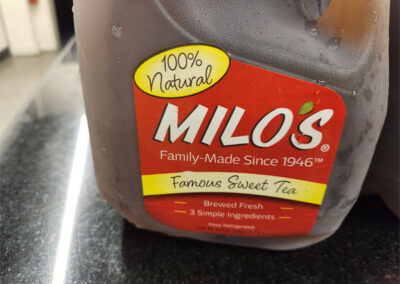 100%
Natural
MILO'S®
Family-Made Since 1946™
Famous Sweet Tea
Brewed Fresh
3 Simple Ingredients
Keep Refrigerated